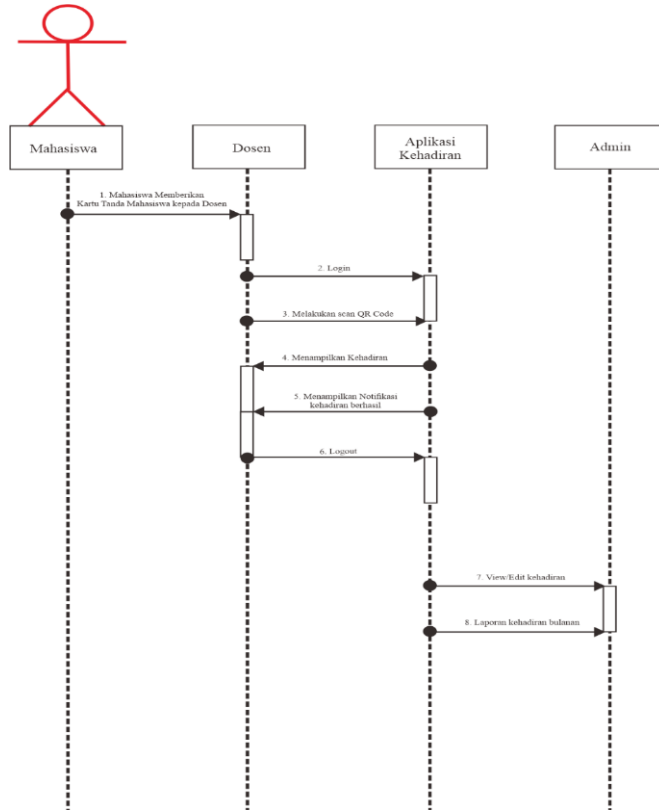 Mahasiswa
Dosen
Aplikasi
Kehadiran
Admin
1. Mahasiswa Memberikan
Kartu Tanda Mahasiswa kepada Dosen
2. Login
3. Melakukan scan QR Code
4. Menampilkan Kehadiran
5. Menampilkan Notifikasi
kehadiran berhasil
6. Logout
7. View/Edit kehadiran
8. Laporan kehadiran bulanan